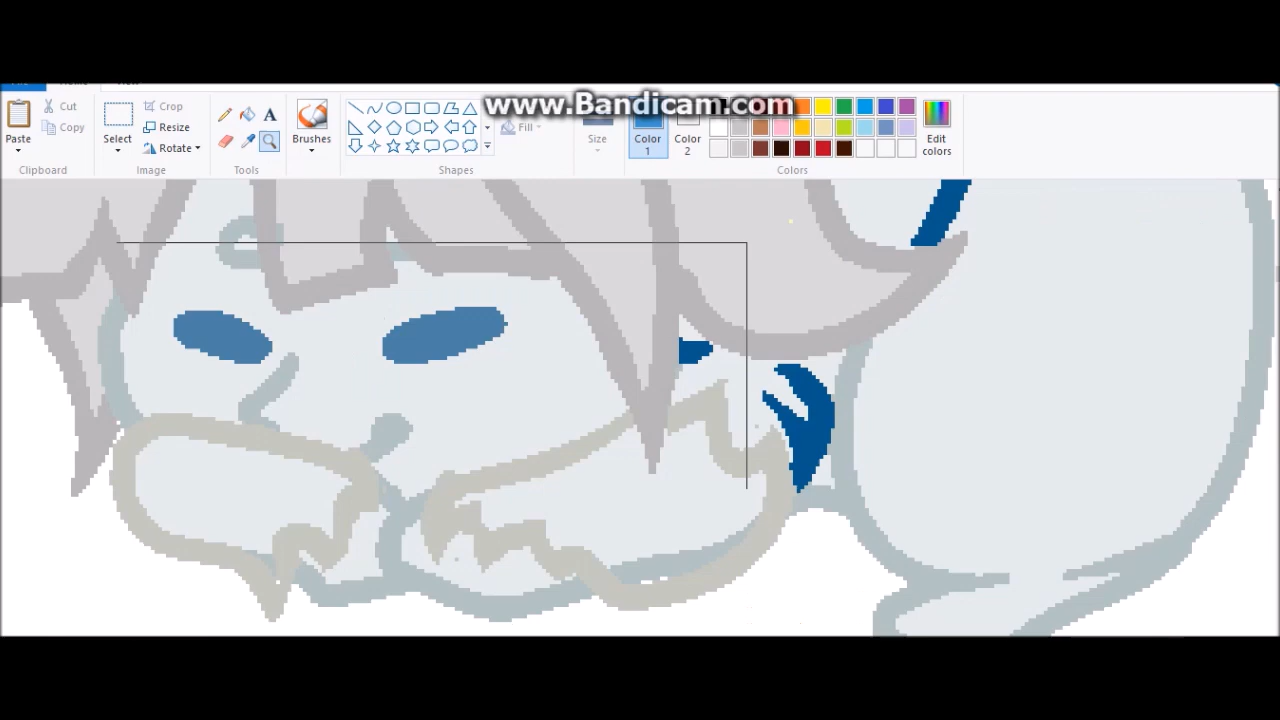 www.Bandicam.com
Paste
Cut
Copy
Clipboard
Select
Crop
Resize
Rotate
Image
Tools
Brushes
Fill
Shapes
Size
Color
1
Color
2
Edit
colors
Colors
A